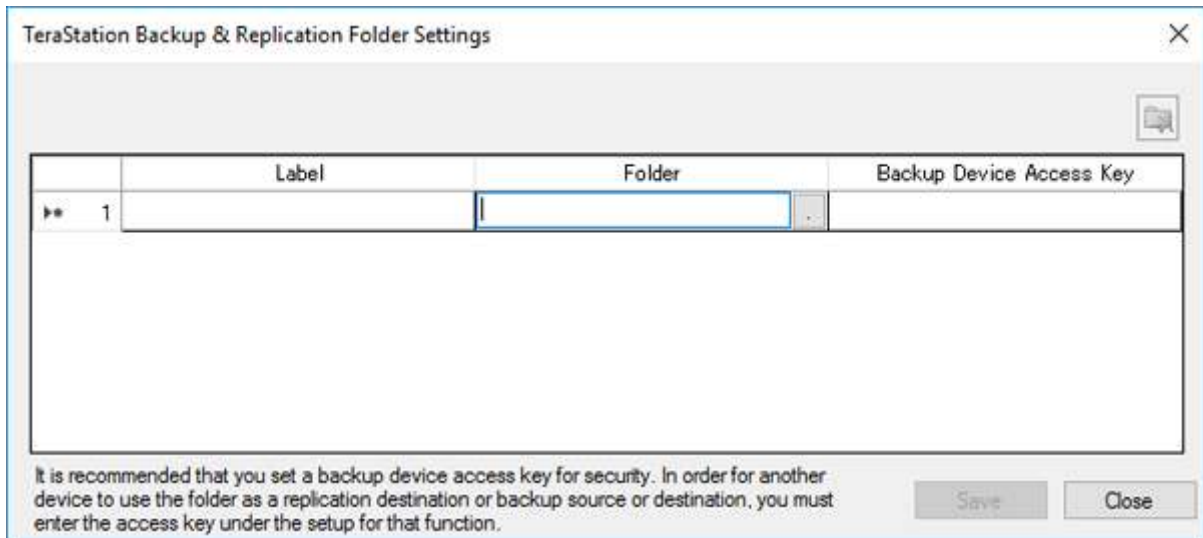 TeraStation Backup & Replication Folder Settings
Label Folder Backup Device Access Key
1
.
It is recommended that you set a backup device access key for security. In order for another
device to use the folder as a replication destination or backup source or destination, you must
enter the access key under the setup for that function.
Save Close